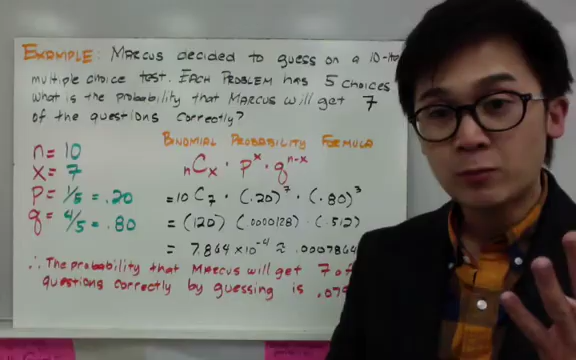 EXAMPLE: MARCUS decided to guess on a 10-ite
multiple choice test. EACH PROBLEM has 5 choices
What is the probability that MARCUS will get 7
of the questions correctly?
BINOMIAL PROBABILITY FORMULA
n = 10
nCx · p^x · q^n-x
x = 7
p = 1/5 = .20
= 10 C7 · (.20)^7 · (.80)^3
q = 4/5 = .80
= (120) (.0000128) · (.512)
= 7.864 × 10^-4 ≈ .0007864
∴ The probability that MARCUS will get 7 of
questions correctly by guessing is .079